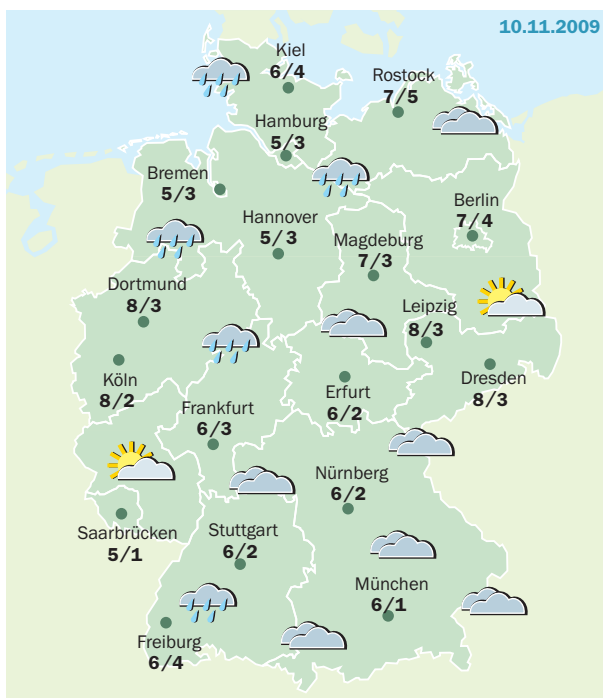 10.11.2009
Kiel
6/4
Rostock
7/5
Hamburg
5/3
Bremen
5/3
Berlin
7/4
Hannover
5/3
Magdeburg
7/3
Dortmund
8/3
Leipzig
8/3
Köln
8/2
Erfurt
6/2
Dresden
8/3
Frankfurt
6/3
Nürnberg
6/2
Saarbrücken
5/1
Stuttgart
6/2
München
6/1
Freiburg
6/4